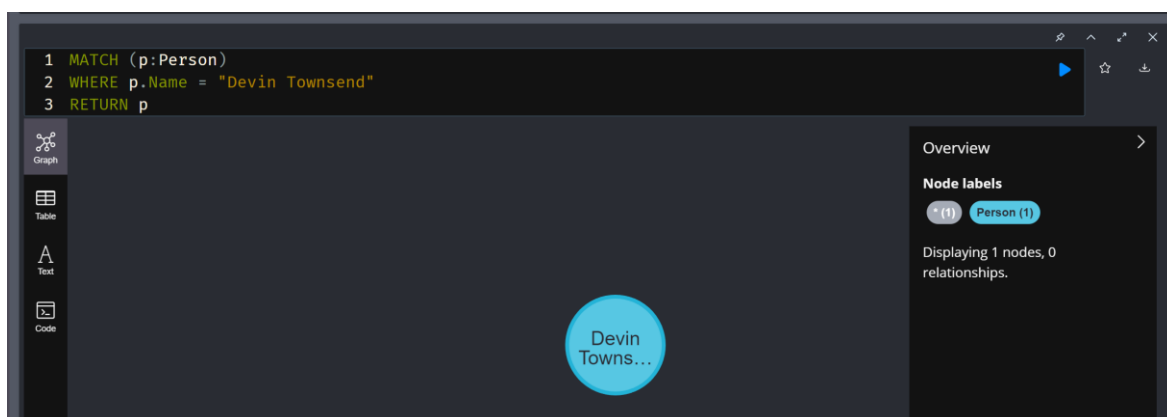 1 MATCH (p:Person)
2 WHERE p.Name = "Devin Townsend"
3 RETURN p
Graph
Table
A
Text
Code
Devin
Towns...
Overview
Node labels
* (1) Person (1)
Displaying 1 nodes, 0
relationships.